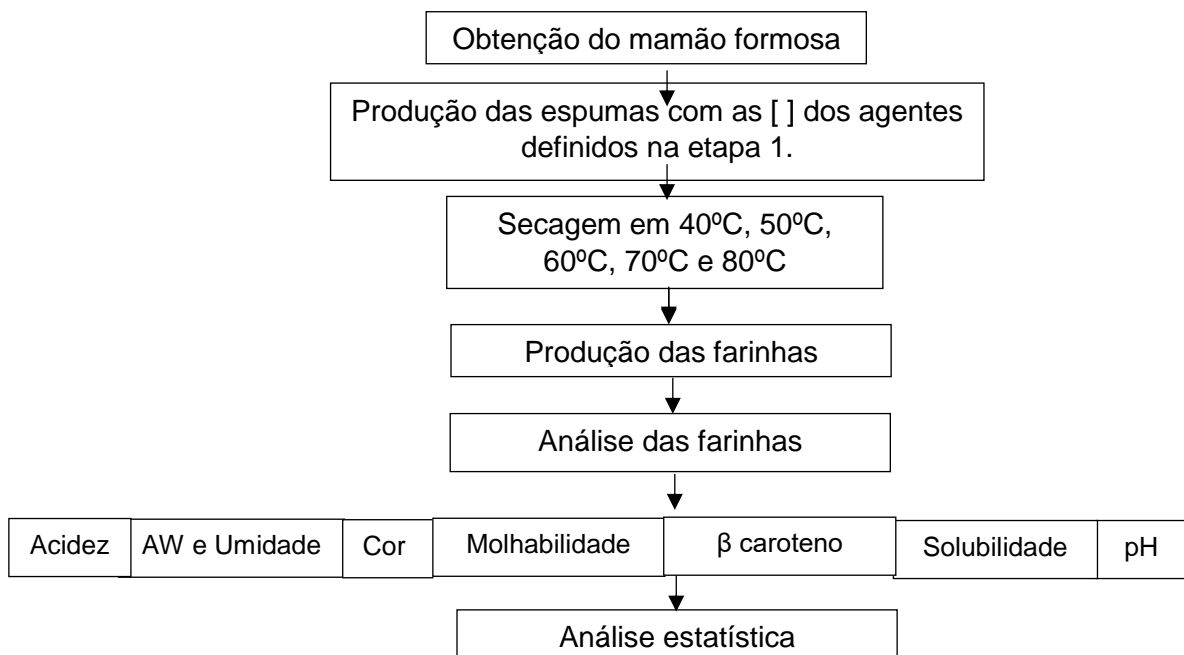 Obtenção do mamão formosa
Produção das espumas com as [ ] dos agentes
definidos na etapa 1.
Secagem em 40ºC, 50ºC,
60ºC, 70ºC e 80ºC
Produção das farinhas
Análise das farinhas
Acidez AW e Umidade Cor Molhabilidade β caroteno Solubilidade pH
Análise estatística